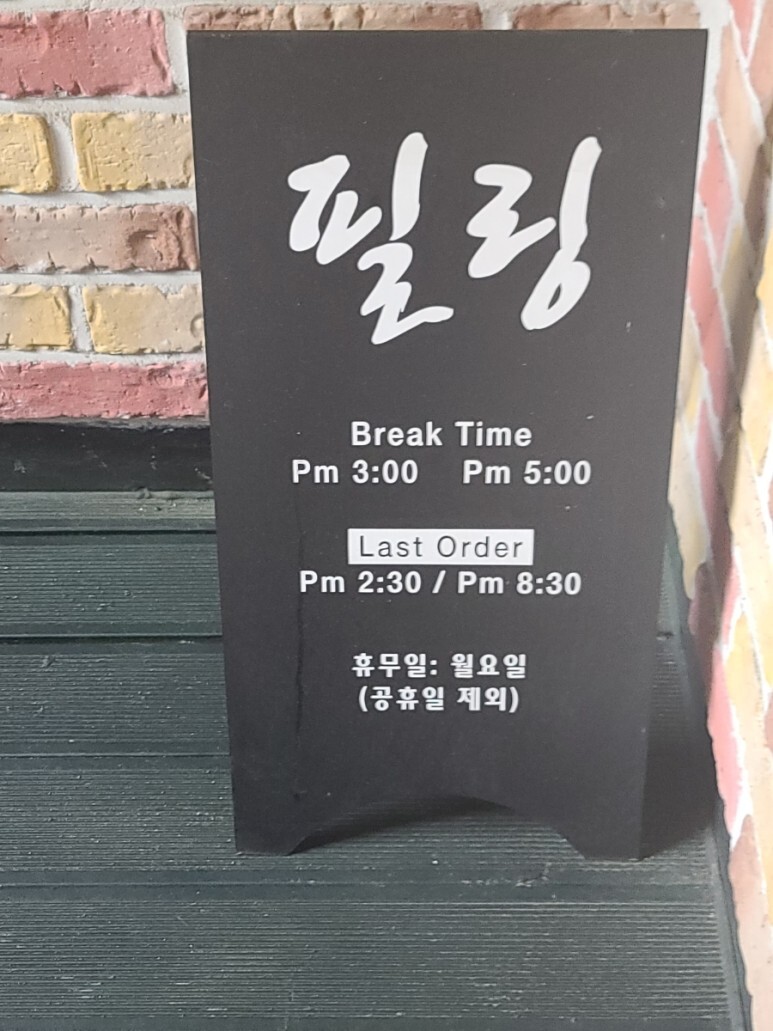 필링
Break Time
Pm 3:00 Pm 5:00
Last Order
Pm 2:30 / Pm 8:30
휴무일: 월요일
(공휴일 제외)